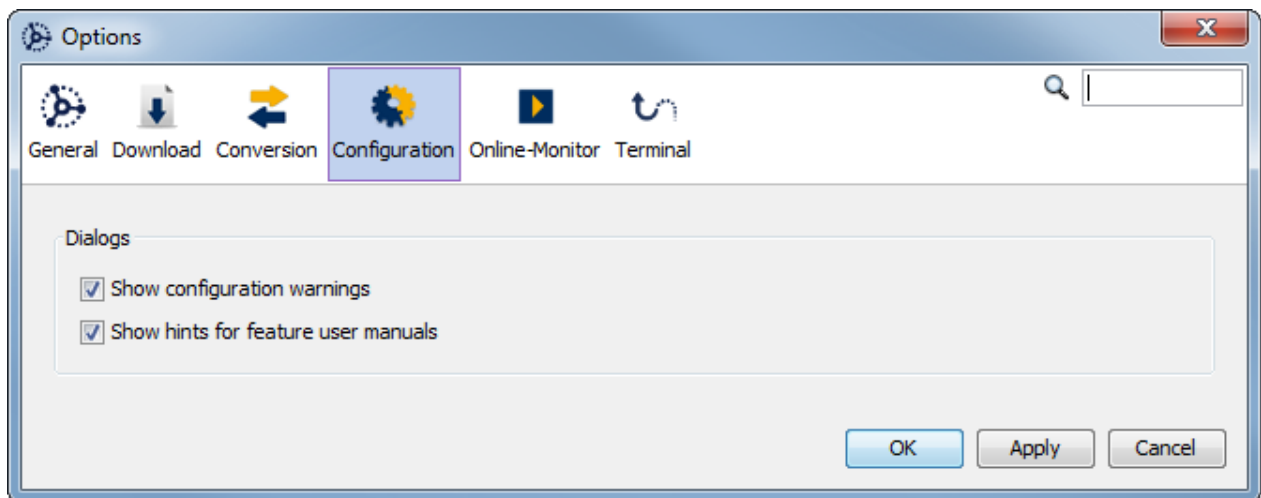 Options
General Download Conversion Configuration Online-Monitor Terminal
Dialogs
Show configuration warnings
Show hints for feature user manuals
OK Apply Cancel